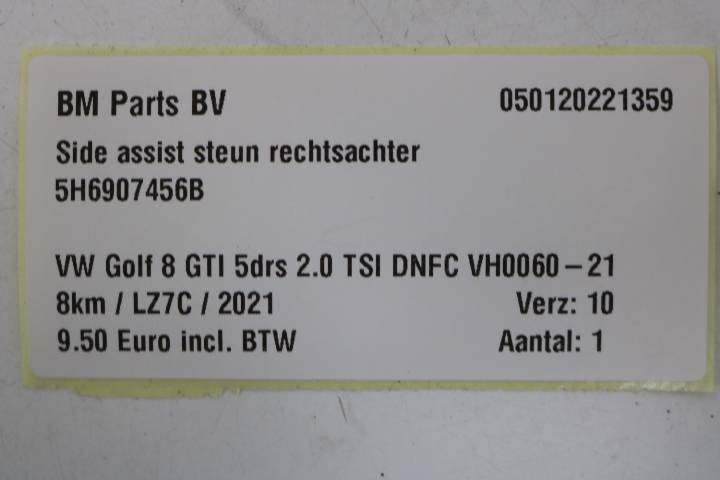 BM Parts BV 050120221359
Side assist steun rechtsachter
5H6907456B
VW Golf 8 GTI 5drs 2.0 TSI DNFC VH0060-21
8km / LZ7C / 2021 Verz: 10
9.50 Euro incl. BTW Aantal: 1